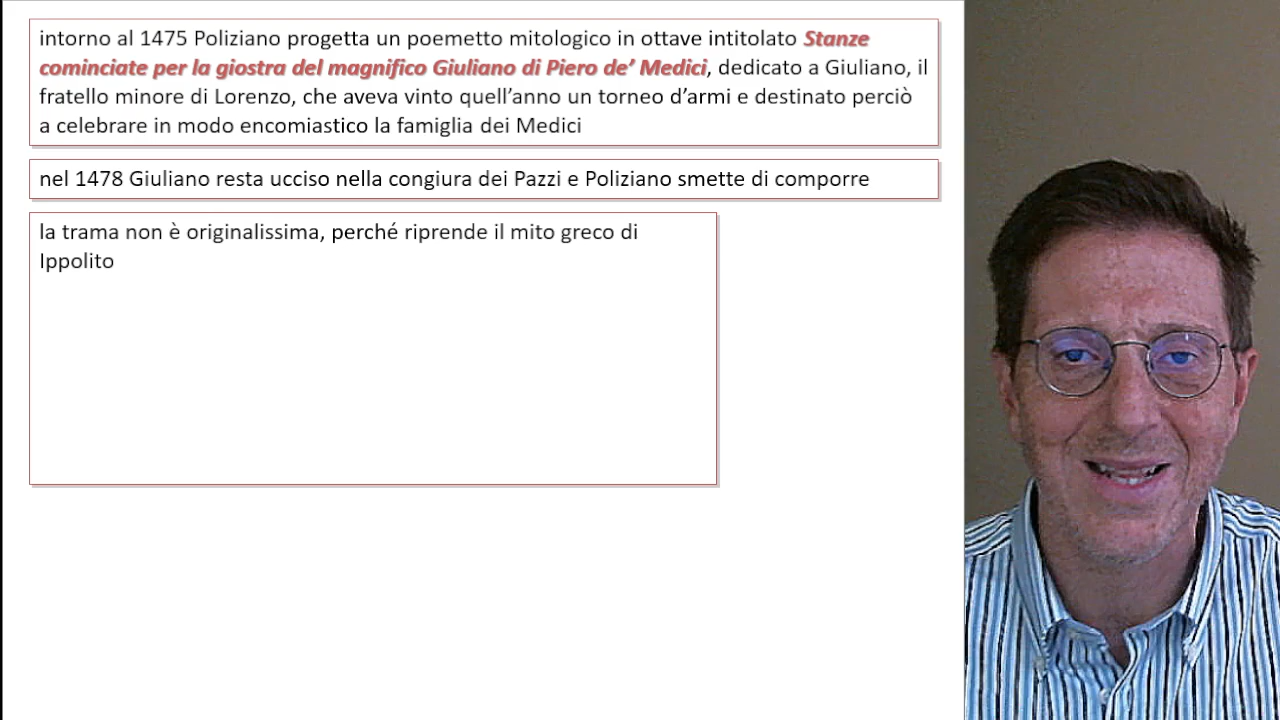 intorno al 1475 Poliziano progetta un poemetto mitologico in ottave intitolato Stanze
cominciate per la giostra del magnifico Giuliano di Piero de’ Medici, dedicato a Giuliano, il
fratello minore di Lorenzo, che aveva vinto quell’anno un torneo d’armi e destinato perciò
a celebrare in modo encomiastico la famiglia dei Medici
nel 1478 Giuliano resta ucciso nella congiura dei Pazzi e Poliziano smette di comporre
la trama non è originalissima, perché riprende il mito greco di
Ippolito